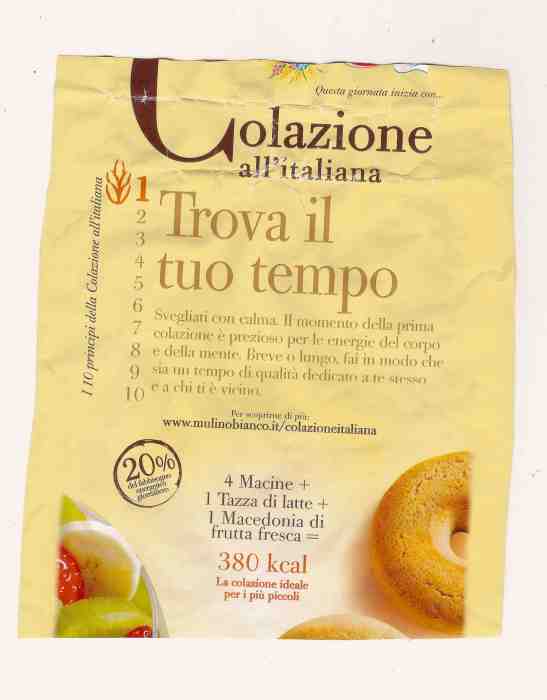 Questa giornata inizia con...
Colazione
all'italiana
I 10 principi della Colazione all'italiana
1
2
3
4
5
6
7
8
9
10
Trova il
tuo tempo
Svegliati con calma. Il momento della prima
colazione è prezioso per le energie del corpo
e della mente. Breve o lungo, fai in modo che
sia un tempo di qualità dedicato a te stesso
e a chi ti è vicino.
Per scoprirne di più:
www.mulinobianco.it/colazioneitaliana
20%
del fabbisogno
energetico
giornaliero
4 Macine +
1 Tazza di latte +
1 Macedonia di
frutta fresca =
380 kcal
La colazione ideale
per i più piccoli